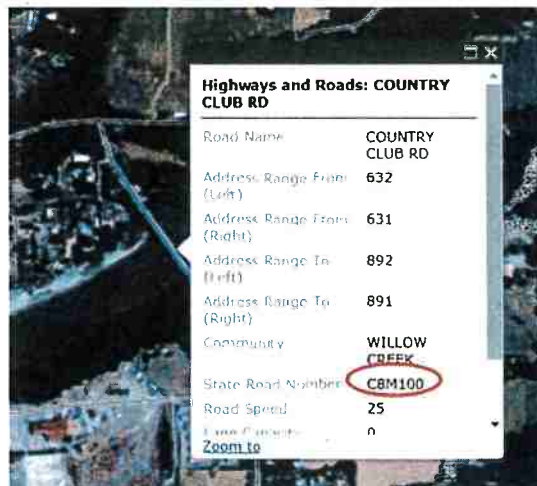 Highways and Roads: COUNTRY
CLUB RD
Road Name COUNTRY
CLUB RD
Address Range From 632
(Left)
Address Range From 631
(Right)
Address Range To 892
(Left)
Address Range To 891
(Right)
Community WILLOW
CREEK
State Road Number C8M100
Road Speed 25
Lane Capacity 0
Zoom to